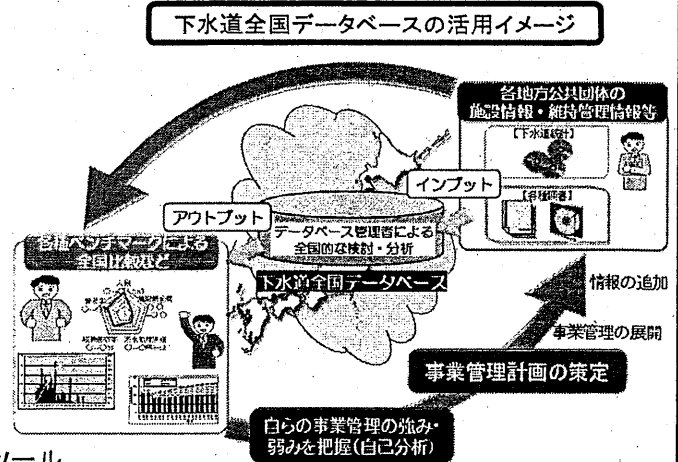 下水道全国データベースの活用イメージ
各地方公共団体の
施設情報・維持管理情報等
【下水道統計】
インプット
アウトプット
データベース管理者による
全国的な検討・分析
各種ベンチマークによる
全国比較など
下水道全国データベース
情報の追加
事業管理の展開
事業管理計画の策定
自らの事業管理の強み・
弱みを把握(自己分析)
ツール